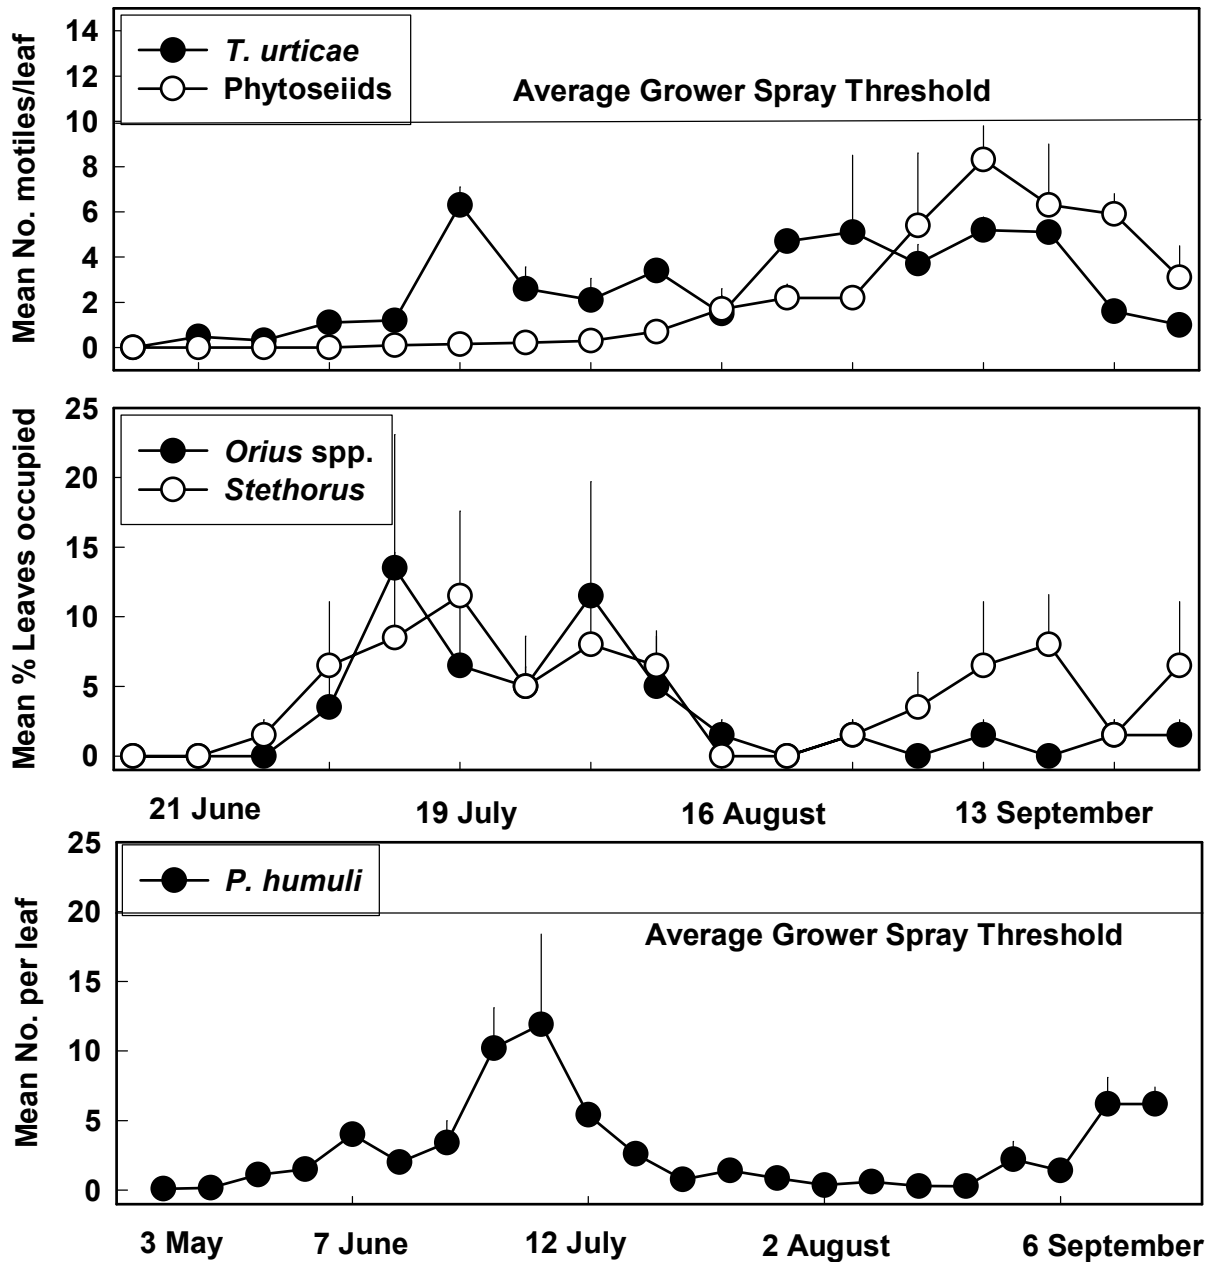 14
12
10
8
6
4
2
0
Mean No. motiles/leaf
T. urticae
Phytoseiids
Average Grower Spray Threshold
25
20
15
10
5
0
Mean % Leaves occupied
Orius spp.
Stethorus
21 June 19 July 16 August 13 September
25
20
15
10
5
0
Mean No. per leaf
P. humuli
Average Grower Spray Threshold
3 May 7 June 12 July 2 August 6 September